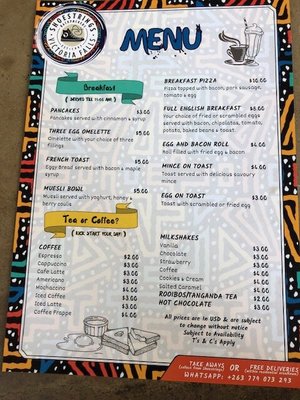 SHOESTRINGS
VICTORIA FALLS
MENU
Breakfast
( SERVED TILL 11:00 AM )
PANCAKES $3.00
Pancakes served with cinnamon & syrup
THREE EGG OMELETTE $5.00
Omelette with your choice of three
fillings
FRENCH TOAST $5.00
Eggy bread served with bacon & maple
syrup
MUESLI BOWL $5.00
Muesli served with yoghurt, honey &
berry coulis
BREAKFAST PIZZA $10.00
Pizza topped with bacon, pork sausage,
tomato & egg
FULL ENGLISH BREAKFAST $8.00
Your choice of fried or scrambled eggs
served with bacon, chipolatas, tomato,
potato, baked beans & toast.
EGG AND BACON ROLL $4.00
Roll filled with fried egg & bacon
MINCE ON TOAST $4.00
Toast served with delicious savoury
mince
EGG ON TOAST $3.00
Toast with scrambled or fried egg
Tea or Coffee?
( KICK START YOUR DAY! )
COFFEE
Espresso $2.00
Cappuccino $3.00
Cafe Latte $3.00
Americano $3.00
Mochaccino $4.00
Iced Coffee $3.00
Iced Latte $3.00
Coffee Frappe $4.00
MILKSHAKES
Vanilla
Chocolate $3.00
Strawberry $3.00
Coffee $3.00
Cookies & Cream $4.00
Salted Caramel $4.00
ROOIBOS/TANGANDA TEA $2.00
HOT CHOCOLATE $3.00
All prices are in USD & are subject
to change without notice
Subject to Availability
T's & C's Apply
TAKE AWAYS OR FREE DELIVERIES
WHATSAPP: +263 779 073 293